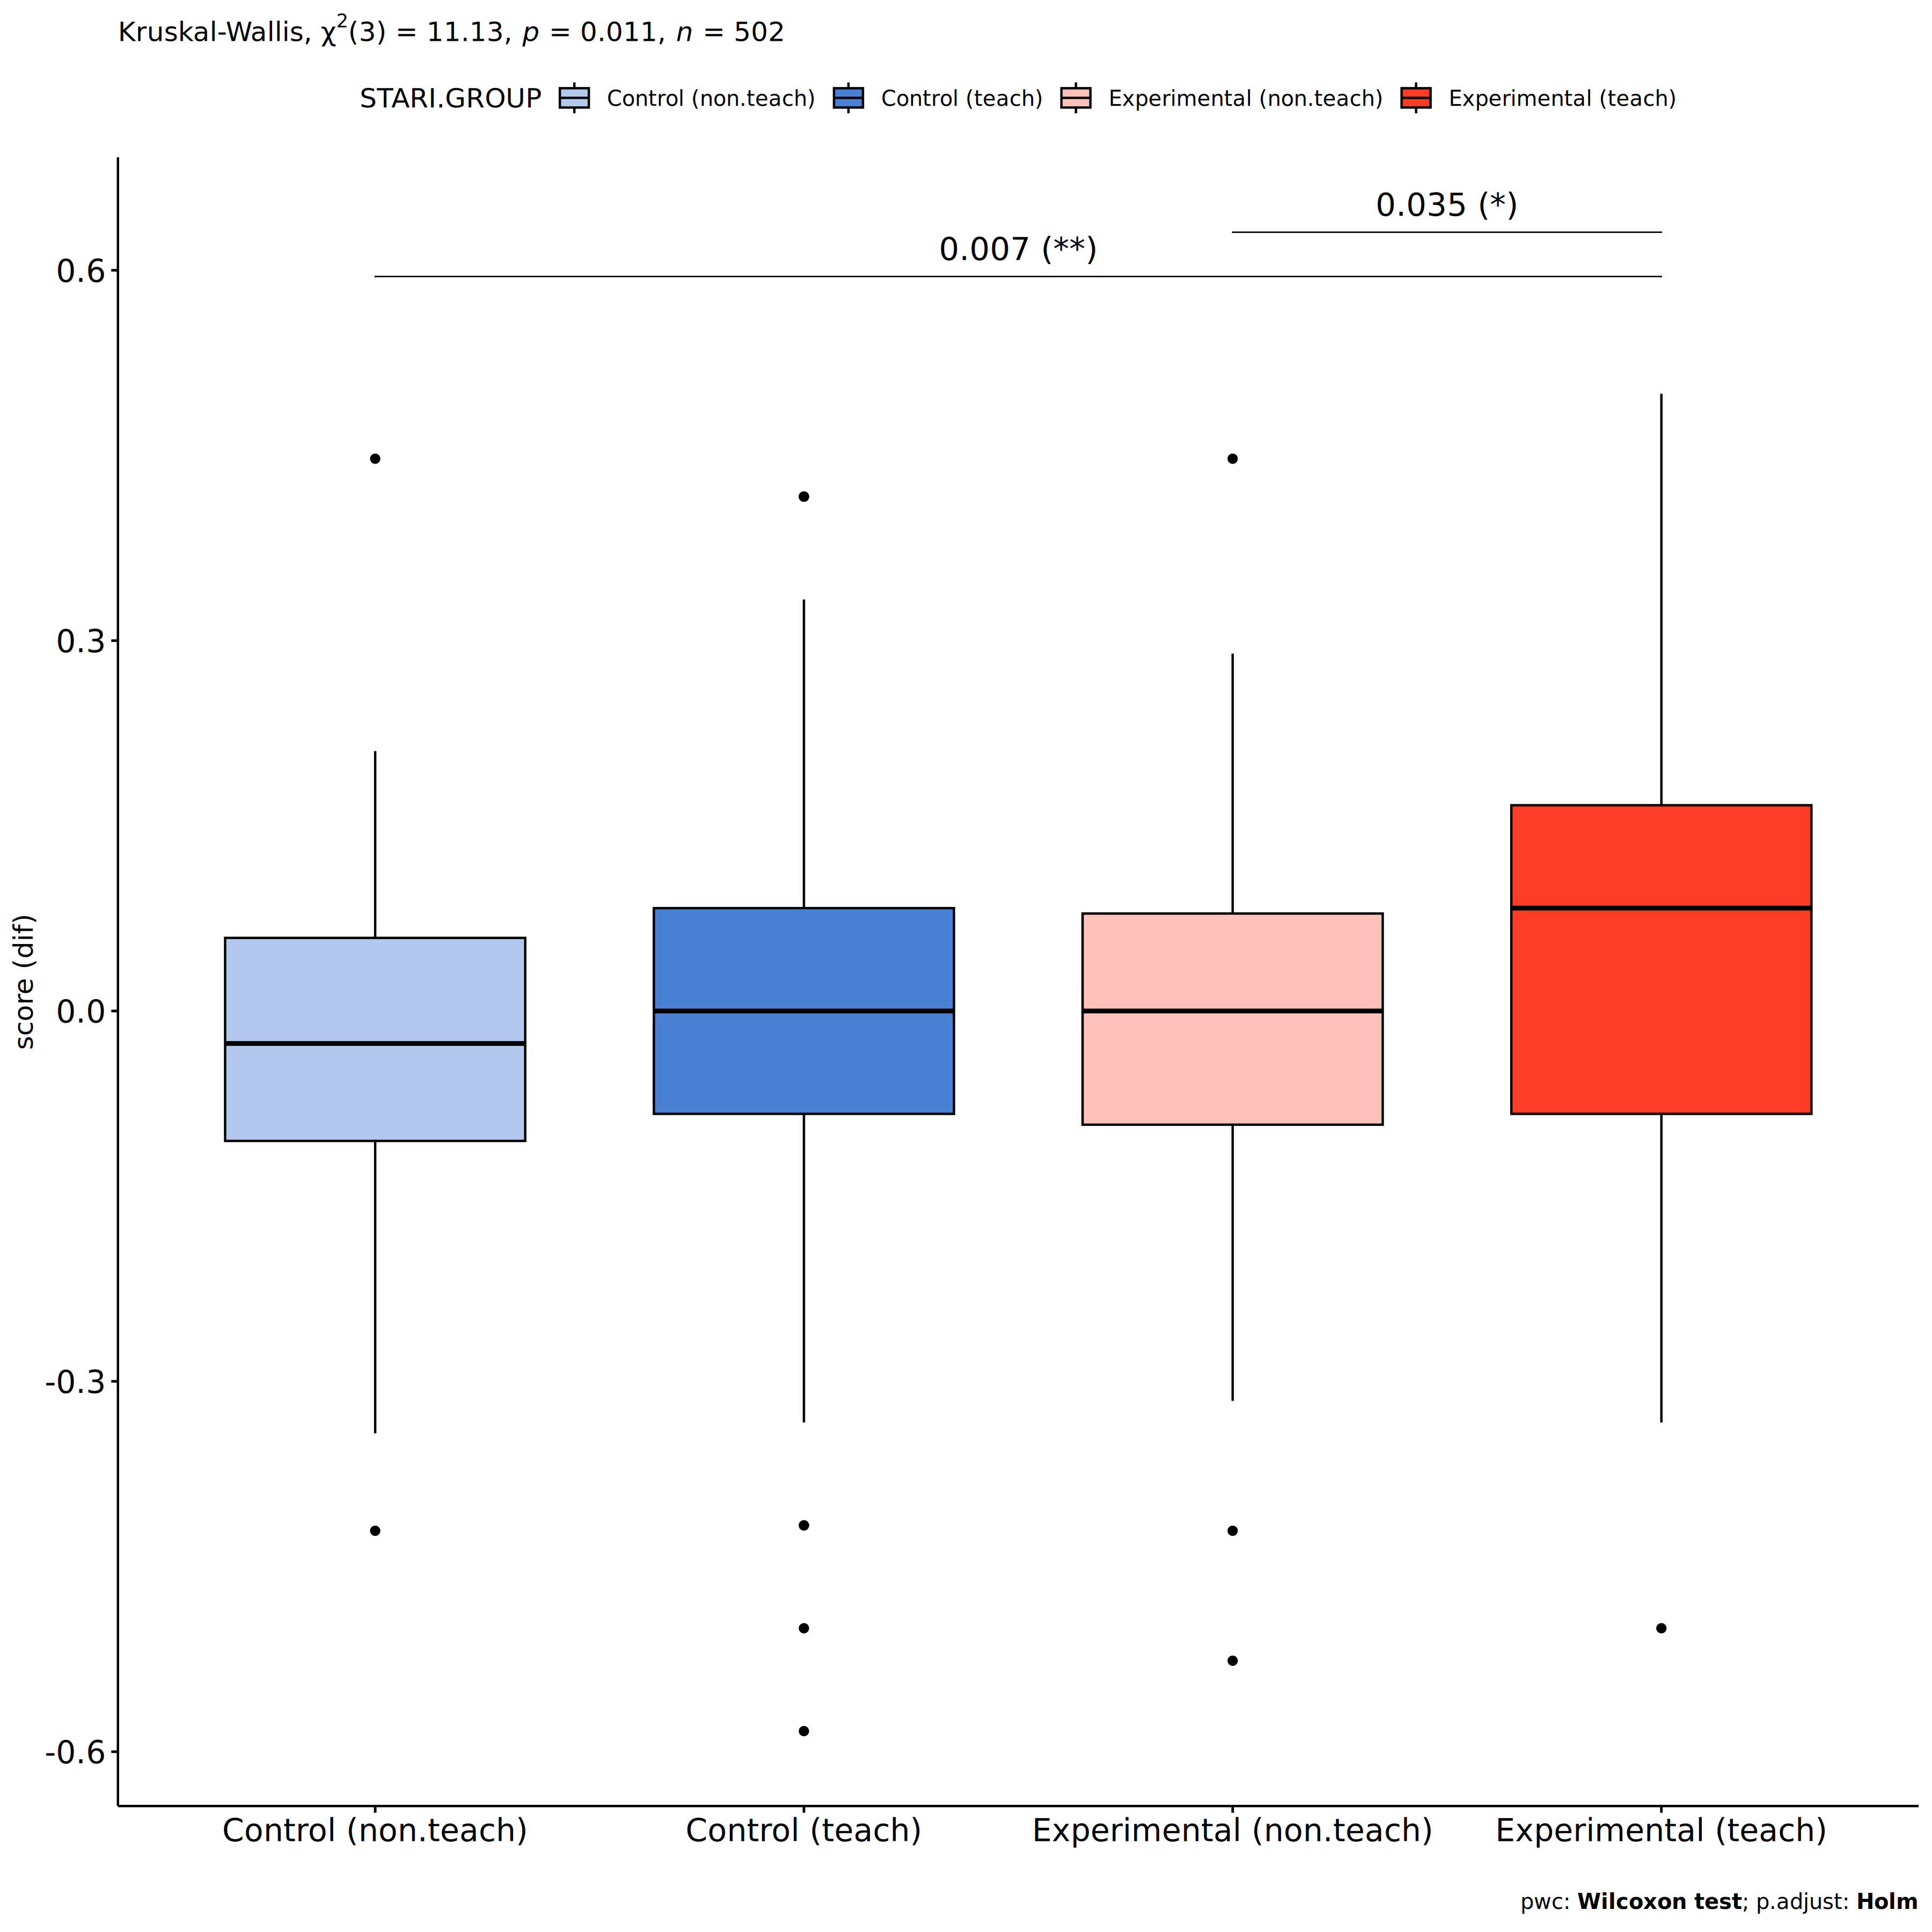 Kruskal-Wallis, χ²(3) = 11.13, p = 0.011, n = 502
STARI.GROUP Control (non.teach) Control (teach) Experimental (non.teach) Experimental (teach)
0.035 (*)
0.007 (**)
0.6
0.3
0.0
-0.3
-0.6
score (dif)
Control (non.teach) Control (teach) Experimental (non.teach) Experimental (teach)
pwc: Wilcoxon test; p.adjust: Holm